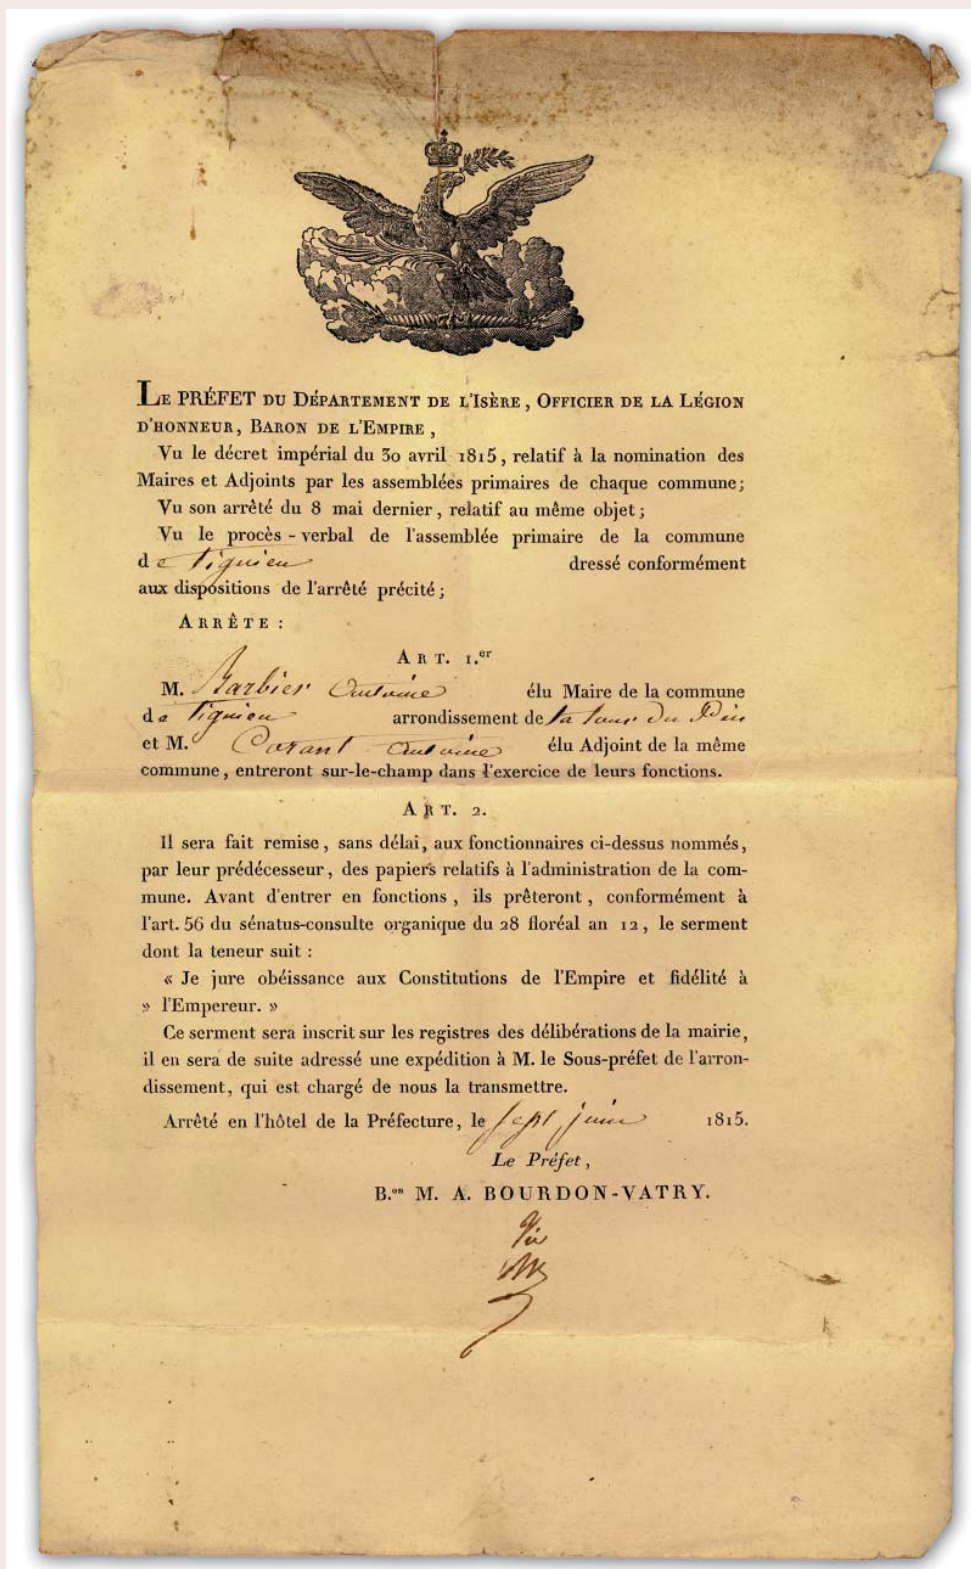 LE PRÉFET DU DÉPARTEMENT DE L'ISÈRE, OFFICIER DE LA LÉGION
D'HONNEUR, BARON DE L'EMPIRE,
Vu le décret impérial du 30 avril 1815, relatif à la nomination des
Maires et Adjoints par les assemblées primaires de chaque commune;
Vu son arrêté du 8 mai dernier, relatif au même objet;
Vu le procès-verbal de l'assemblée primaire de la commune
de Tignieu dressé conformément
aux dispositions de l'arrêté précité;
ARRÊTE :
ART. 1.er
M. Barbier Antoine élu Maire de la commune
de Tignieu arrondissement de la tour du Pin
et M. Antoine élu Adjoint de la même
commune, entreront sur-le-champ dans l'exercice de leurs fonctions.
ART. 2.
Il sera fait remise, sans délai, aux fonctionnaires ci-dessus nommés,
par leur prédécesseur, des papiers relatifs à l'administration de la com-
mune. Avant d'entrer en fonctions, ils prêteront, conformément à
l'art. 56 du sénatus-consulte organique du 28 floréal an 12, le serment
dont la teneur suit :
« Je jure obéissance aux Constitutions de l'Empire et fidélité à
» l'Empereur. »
Ce serment sera inscrit sur les registres des délibérations de la mairie,
il en sera de suite adressé une expédition à M. le Sous-préfet de l'arron-
dissement, qui est chargé de nous la transmettre.
Arrêté en l'hôtel de la Préfecture, le sept juin 1815.
Le Préfet,
B.on M. A. BOURDON-VATRY.